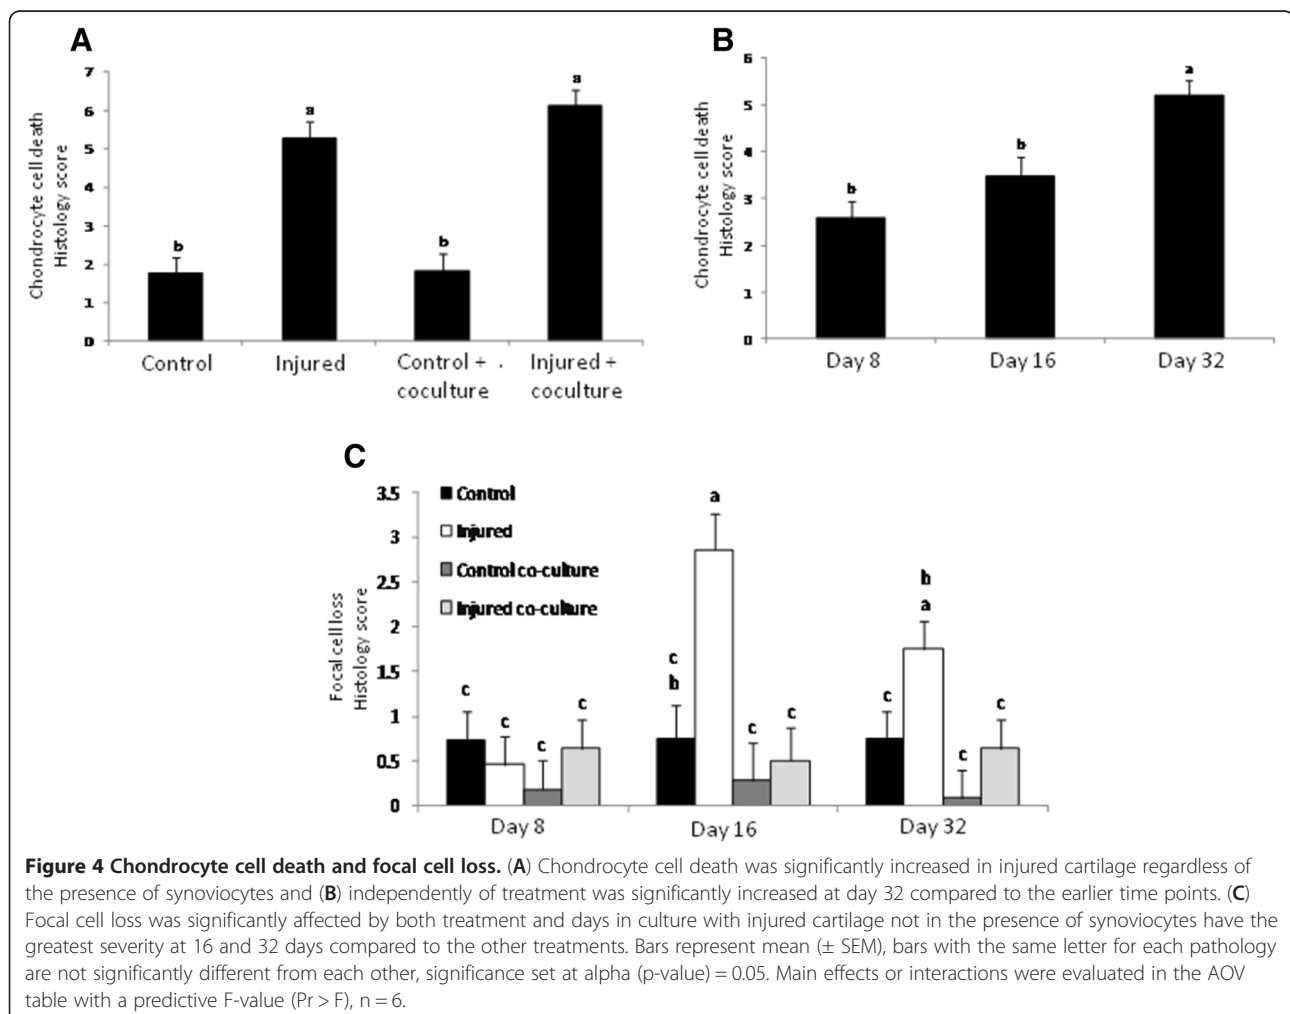 A
Chondrocyte cell death
Histology score
7
6
5
4
3
2
1
0
b
a
b
a
Control
Injured
Control +
coculture
Injured +
coculture
B
Chondrocyte cell death
Histology score
6
5
4
3
2
1
0
b
b
a
Day 8
Day 16
Day 32
C
Focal cell loss
Histology score
3.5
3
2.5
2
1.5
1
0.5
0
Control
Injured
Control co-culture
Injured co-culture
c
c
c
c
c
b
a
c
c
c
b
a
c
c
Day 8
Day 16
Day 32
Figure 4 Chondrocyte cell death and focal cell loss. (A) Chondrocyte cell death was significantly increased in injured cartilage regardless of
the presence of synoviocytes and (B) independently of treatment was significantly increased at day 32 compared to the earlier time points. (C)
Focal cell loss was significantly affected by both treatment and days in culture with injured cartilage not in the presence of synoviocytes have the
greatest severity at 16 and 32 days compared to the other treatments. Bars represent mean (± SEM), bars with the same letter for each pathology
are not significantly different from each other, significance set at alpha (p-value) = 0.05. Main effects or interactions were evaluated in the AOV
table with a predictive F-value (Pr > F), n = 6.